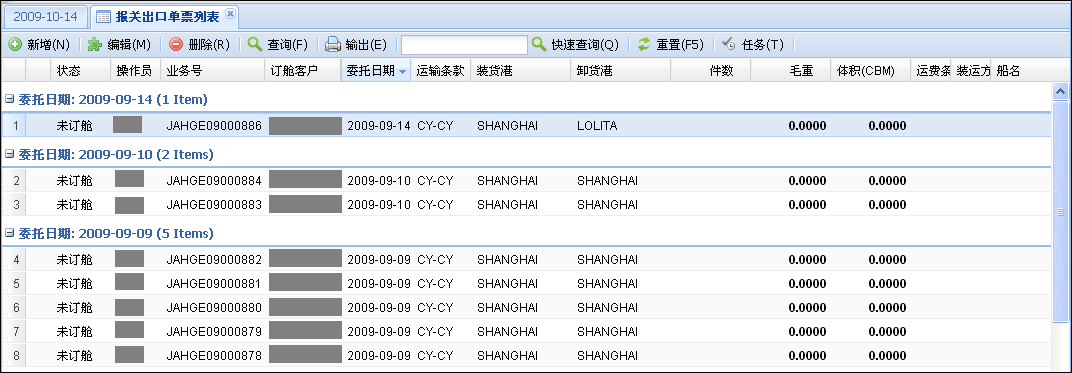 2009-10-14 报关出口单票列表
新增(N) 编辑(M) 删除(R) 查询(F) 输出(E) 快速查询(Q) 重置(F5) 任务(T)
状态 操作员 业务号 订舱客户 委托日期 运输条款 装货港 卸货港 件数 毛重 体积(CBM) 运费条 装运方 船名
委托日期: 2009-09-14 (1 Item)
1 未订舱 JAHGE09000886 2009-09-14 CY-CY SHANGHAI LOLITA 0.0000 0.0000
委托日期: 2009-09-10 (2 Items)
2 未订舱 JAHGE09000884 2009-09-10 CY-CY SHANGHAI SHANGHAI 0.0000 0.0000
3 未订舱 JAHGE09000883 2009-09-10 CY-CY SHANGHAI SHANGHAI 0.0000 0.0000
委托日期: 2009-09-09 (5 Items)
4 未订舱 JAHGE09000882 2009-09-09 CY-CY SHANGHAI SHANGHAI 0.0000 0.0000
5 未订舱 JAHGE09000881 2009-09-09 CY-CY SHANGHAI SHANGHAI 0.0000 0.0000
6 未订舱 JAHGE09000880 2009-09-09 CY-CY SHANGHAI SHANGHAI 0.0000 0.0000
7 未订舱 JAHGE09000879 2009-09-09 CY-CY SHANGHAI SHANGHAI 0.0000 0.0000
8 未订舱 JAHGE09000878 2009-09-09 CY-CY SHANGHAI SHANGHAI 0.0000 0.0000